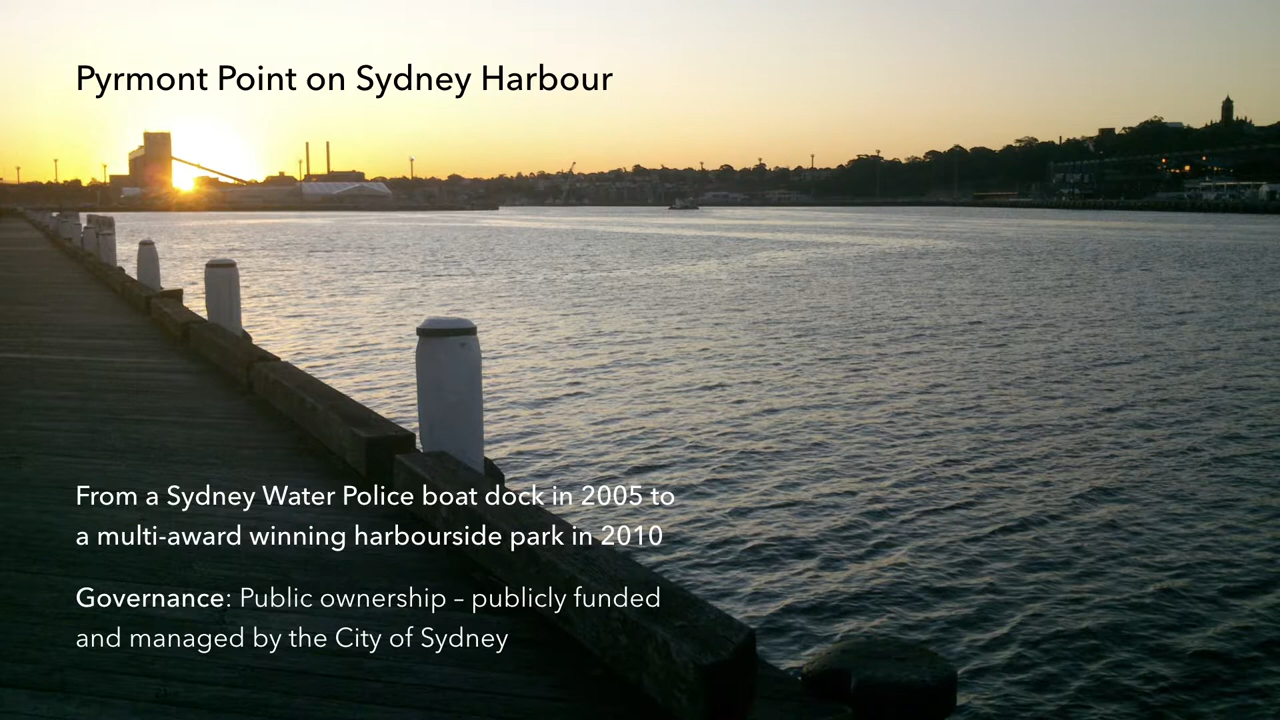 Pyrmont Point on Sydney Harbour
From a Sydney Water Police boat dock in 2005 to
a multi-award winning harbourside park in 2010
Governance: Public ownership – publicly funded
and managed by the City of Sydney